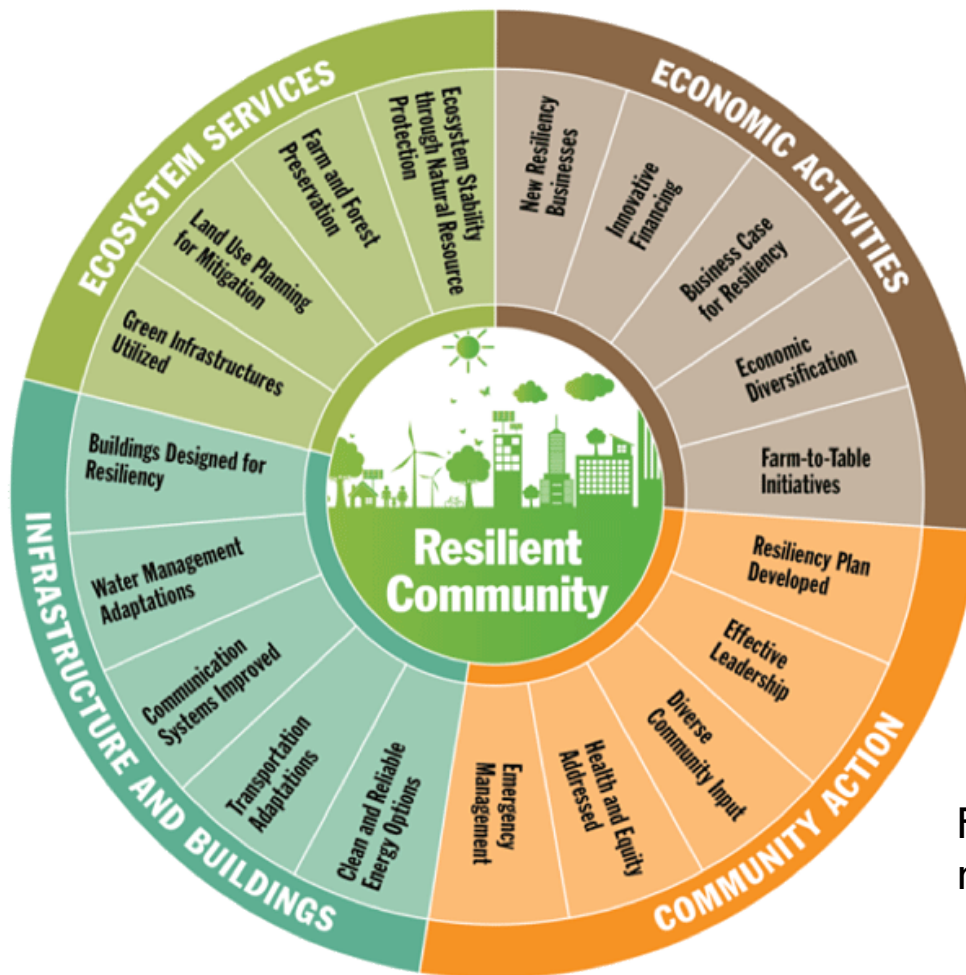 ECOSYSTEM SERVICES
Green Infrastructures
Utilized
Land Use Planning
for Mitigation
Farm and Forest
Preservation
Ecosystem Stability
through Natural Resource
Protection
ECONOMIC ACTIVITIES
New Resiliency
Businesses
Innovative
Financing
Business Case
for Resiliency
Economic
Diversification
Farm-to-Table
Initiatives
COMMUNITY ACTION
Resiliency Plan
Developed
Effective
Leadership
Diverse
Community Input
Health and Equity
Addressed
Emergency
Management
INFRASTRUCTURE AND BUILDINGS
Buildings Designed for
Resiliency
Water Management
Adaptations
Communication
Systems Improved
Transportation
Adaptations
Clean and Reliable
Energy Options
Resilient
Community